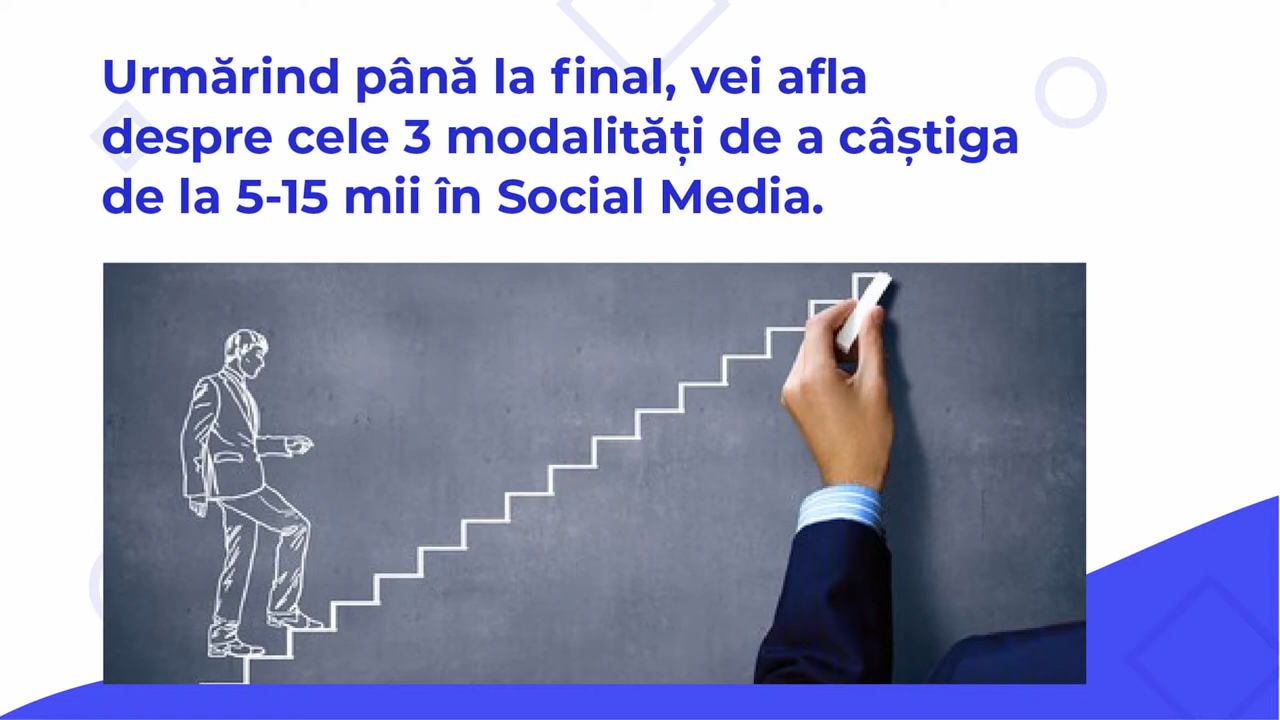 Urmărind până la final, vei afla
despre cele 3 modalități de a câștiga
de la 5-15 mii în Social Media.